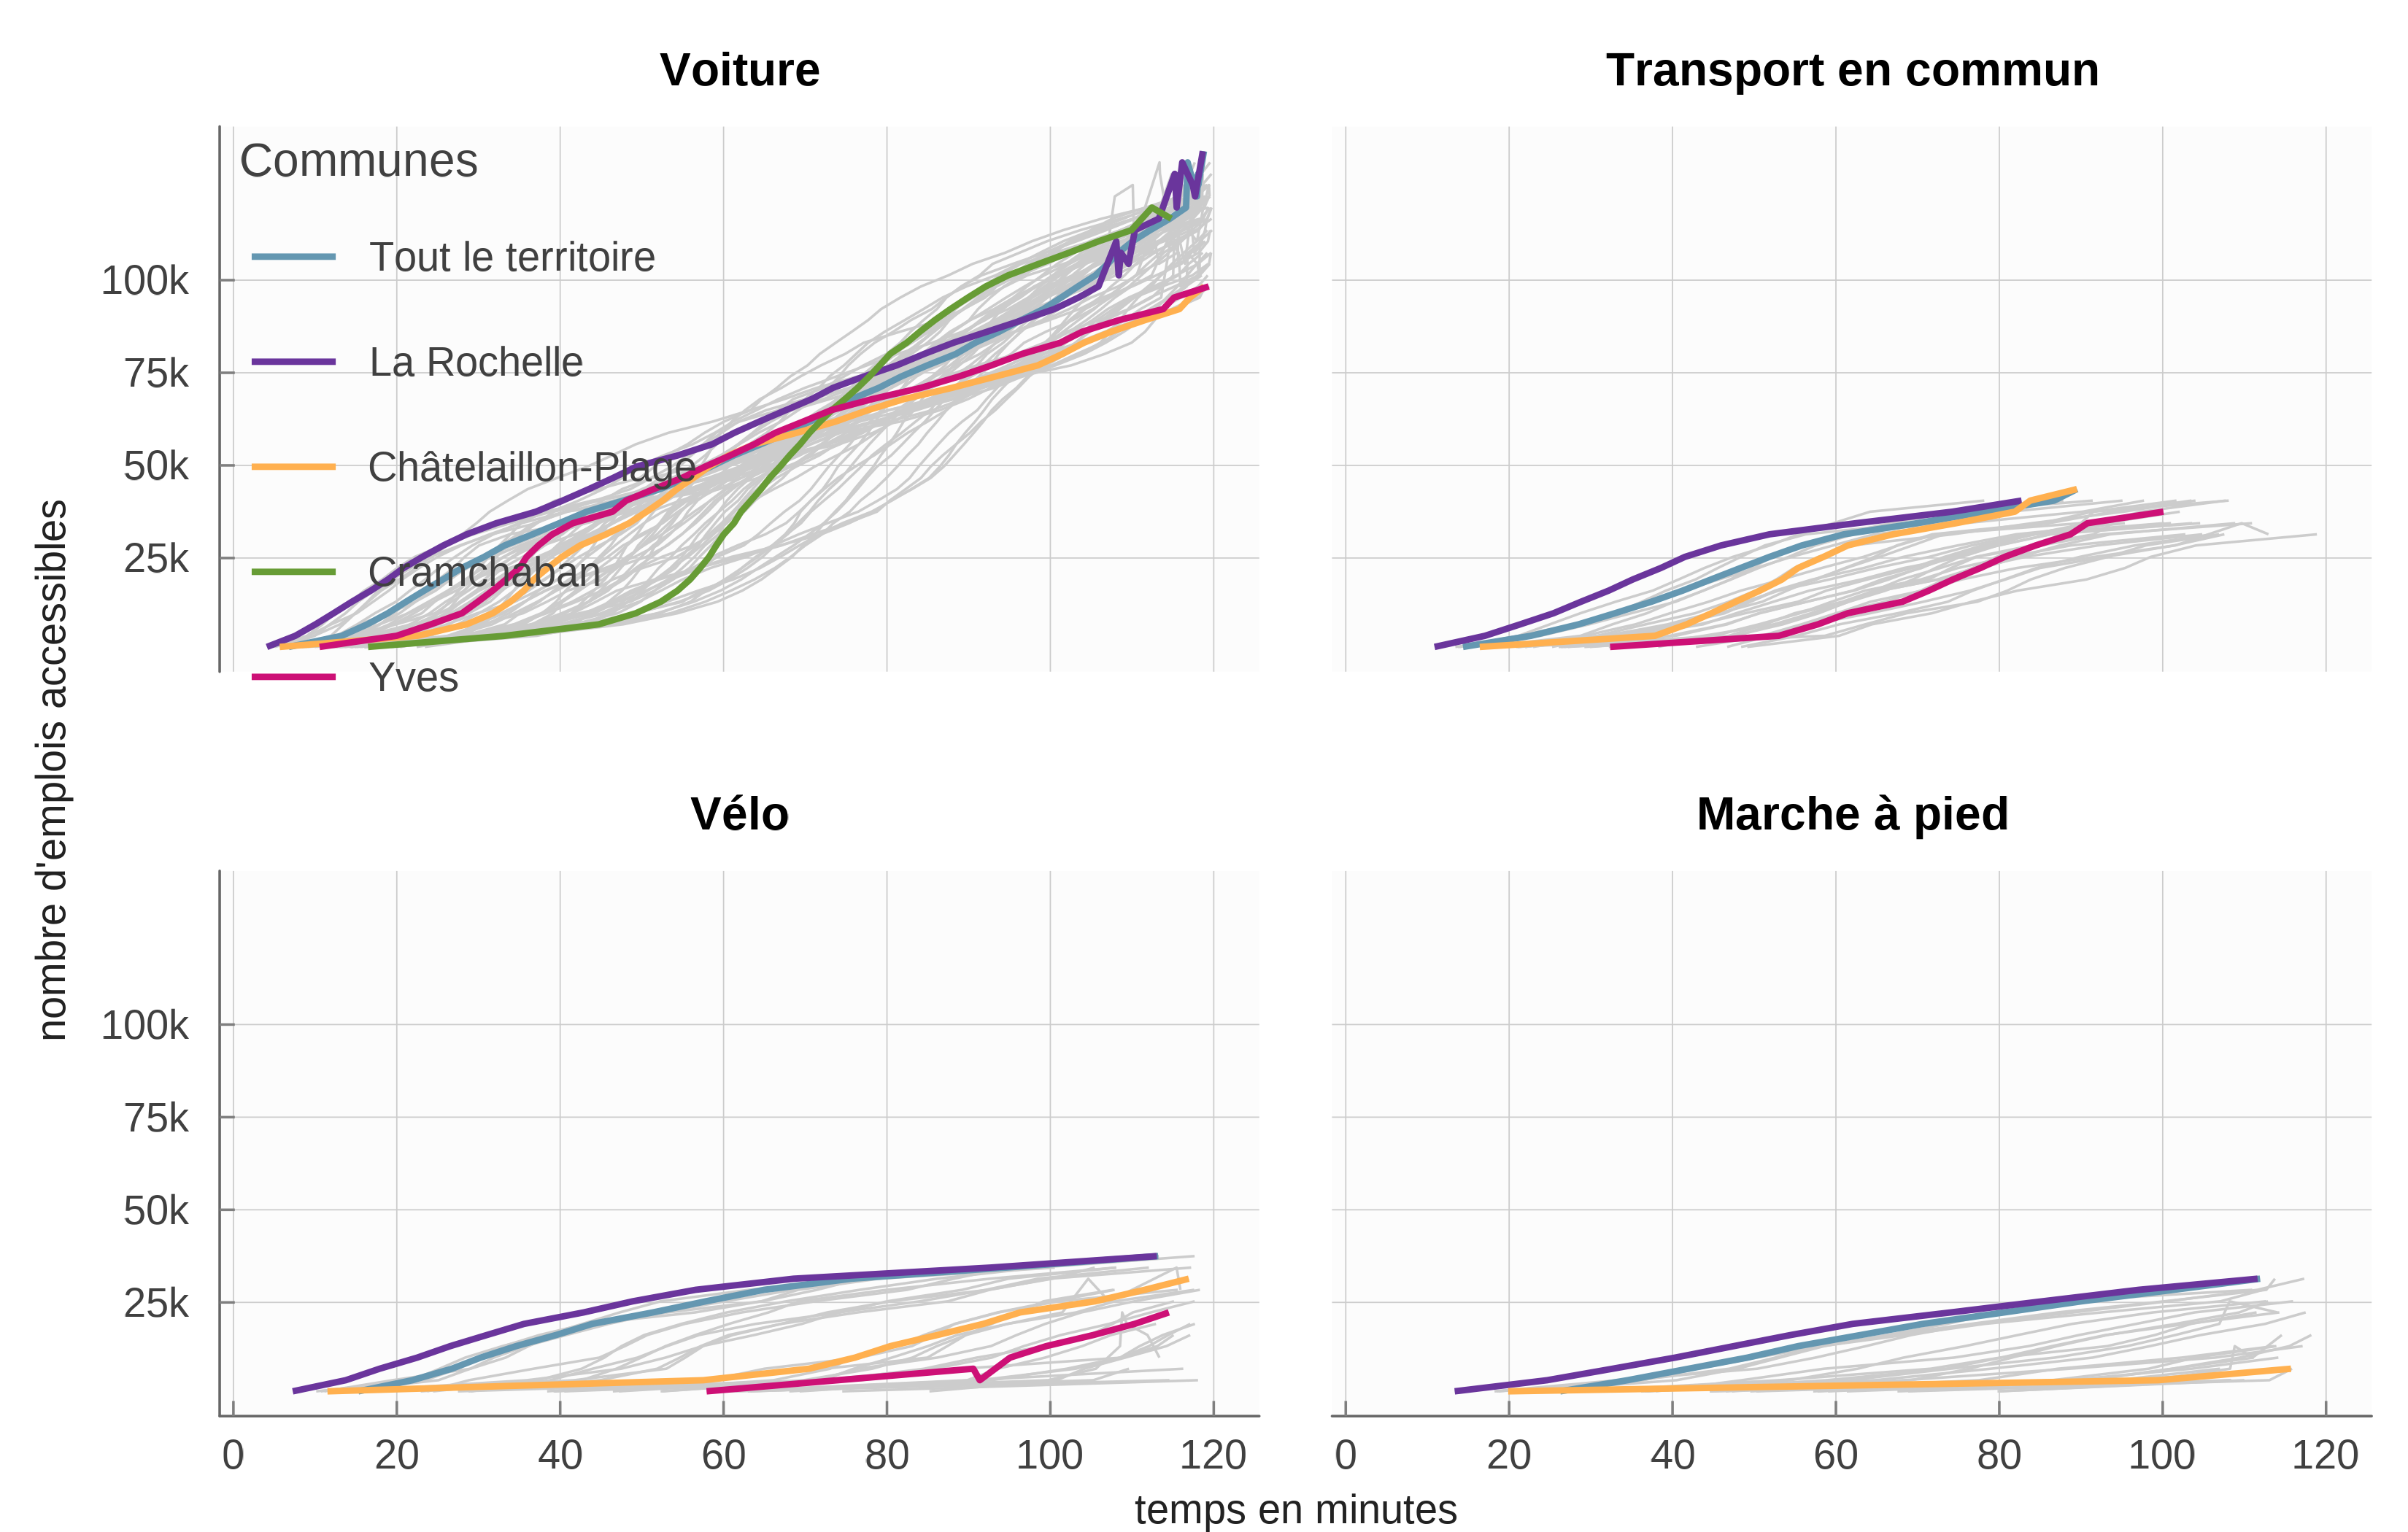 Voiture
Transport en commun
Communes
Tout le territoire
La Rochelle
Châtelaillon-Plage
Cramchaban
Yves
100k
75k
50k
25k
nombre d'emplois accessibles
Vélo
Marche à pied
100k
75k
50k
25k
0 20 40 60 80 100 120
0 20 40 60 80 100 120
temps en minutes